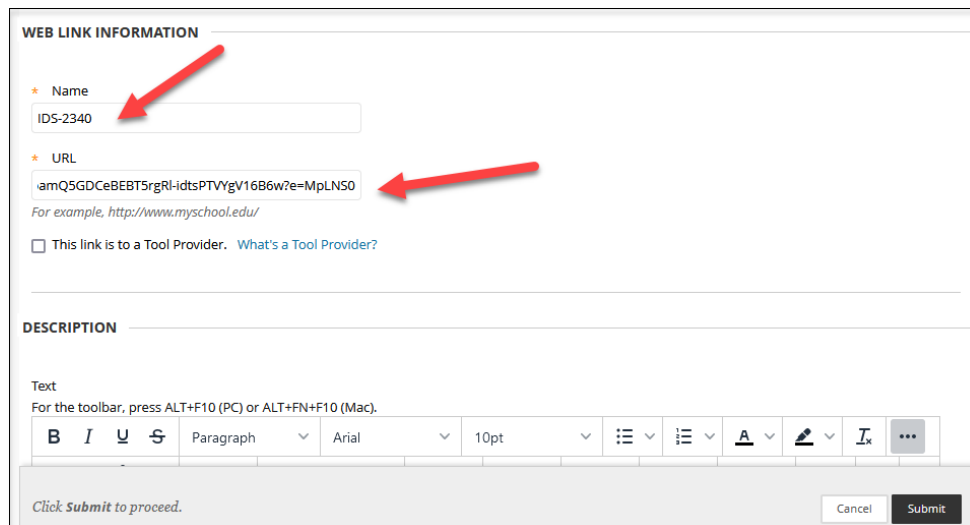 WEB LINK INFORMATION
* Name
IDS-2340
* URL
amQ5GDCeBEBT5rgRl-idtsPTVYgV16B6w?e=MpLNS0
For example, http://www.myschool.edu/
This link is to a Tool Provider. What's a Tool Provider?
DESCRIPTION
Text
For the toolbar, press ALT+F10 (PC) or ALT+FN+F10 (Mac).
B I U S Paragraph Arial 10pt A Tx
Click Submit to proceed. Cancel Submit